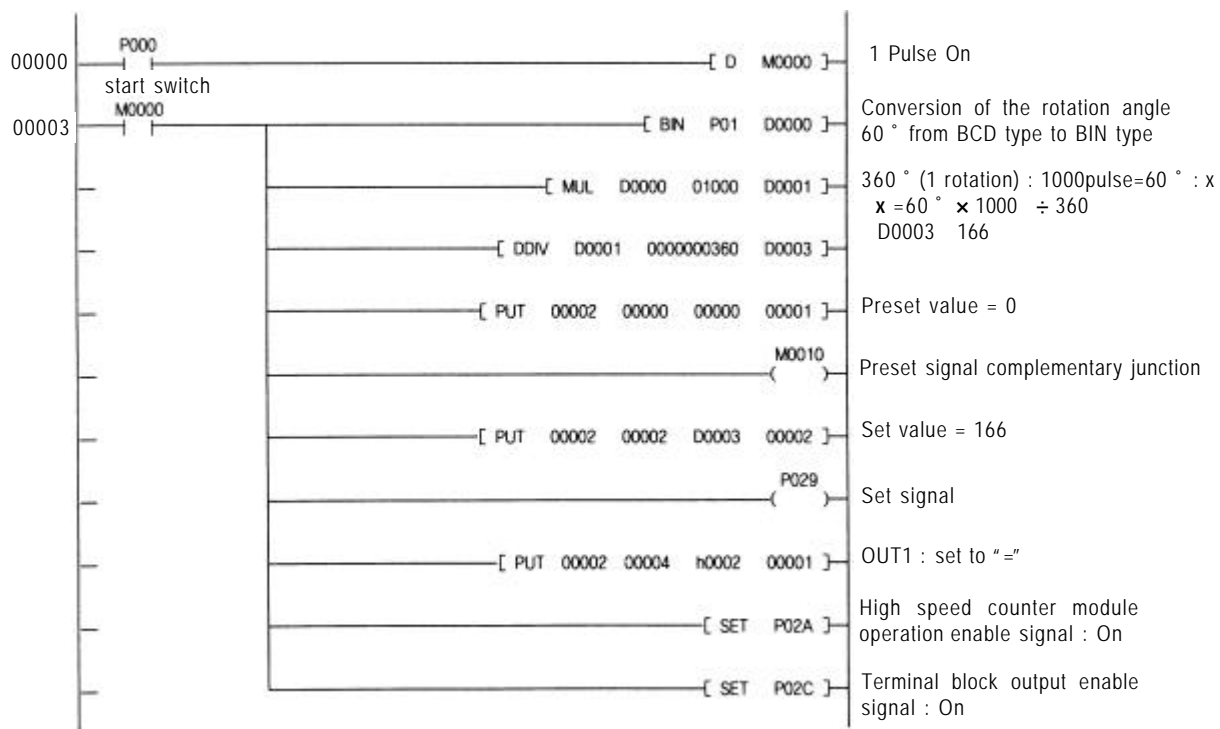 P000
00000 [ D M0000 ] 1 Pulse On
start switch
M0000
00003 [ BIN P01 D0000 ] Conversion of the rotation angle
60 ° from BCD type to BIN type
[ MUL D0000 01000 D0001 ] 360 ° (1 rotation) : 1000pulse=60 ° : x
x =60 ° × 1000 ÷ 360
D0003 166
[ DDIV D0001 0000000360 D0003 ]
[ PUT 00002 00000 00000 00001 ] Preset value = 0
M0010
( ) Preset signal complementary junction
[ PUT 00002 00002 D0003 00002 ] Set value = 166
P029
( ) Set signal
[ PUT 00002 00004 h0002 00001 ] OUT1 : set to “=”
High speed counter module
[ SET P02A ] operation enable signal : On
[ SET P02C ] Terminal block output enable
signal : On